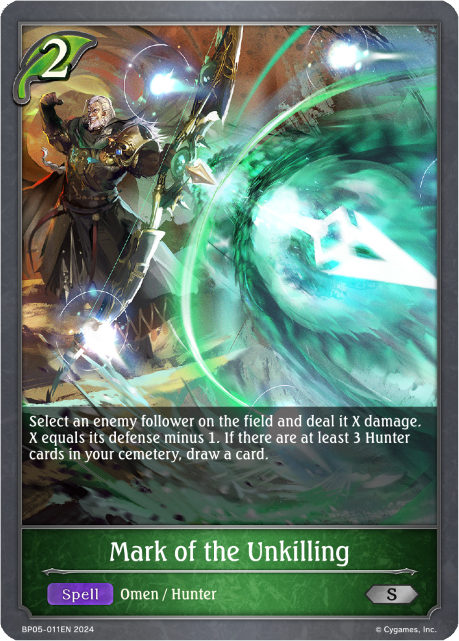 2
Select an enemy follower on the field and deal it X damage.
X equals its defense minus 1. If there are at least 3 Hunter
cards in your cemetery, draw a card.
Mark of the Unkilling
Spell Omen / Hunter S
BP05-011EN 2024 © Cygames, Inc.